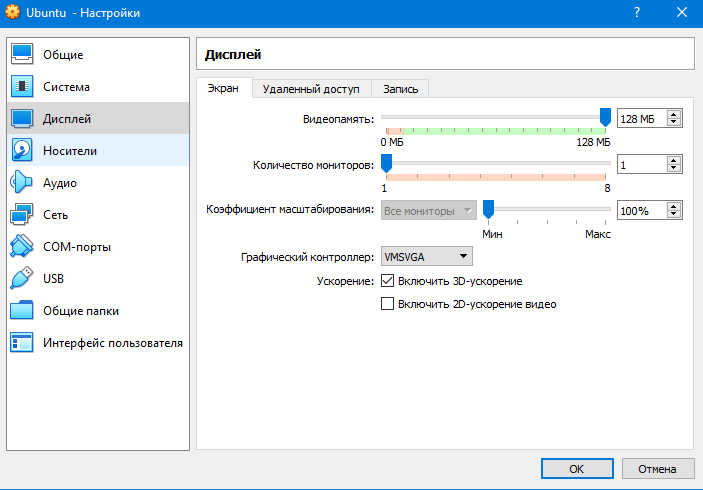 Ubuntu - Настройки
?
Общие
Система
Дисплей
Носители
Аудио
Сеть
COM-порты
USB
Общие папки
Интерфейс пользователя
Дисплей
Экран Удаленный доступ Запись
Видеопамять: 128 МБ
0 МБ 128 МБ
Количество мониторов: 1
1 8
Коэффициент масштабирования: Все мониторы 100%
Мин Макс
Графический контроллер: VMSVGA
Ускорение: Включить 3D-ускорение
Включить 2D-ускорение видео
OK Отмена